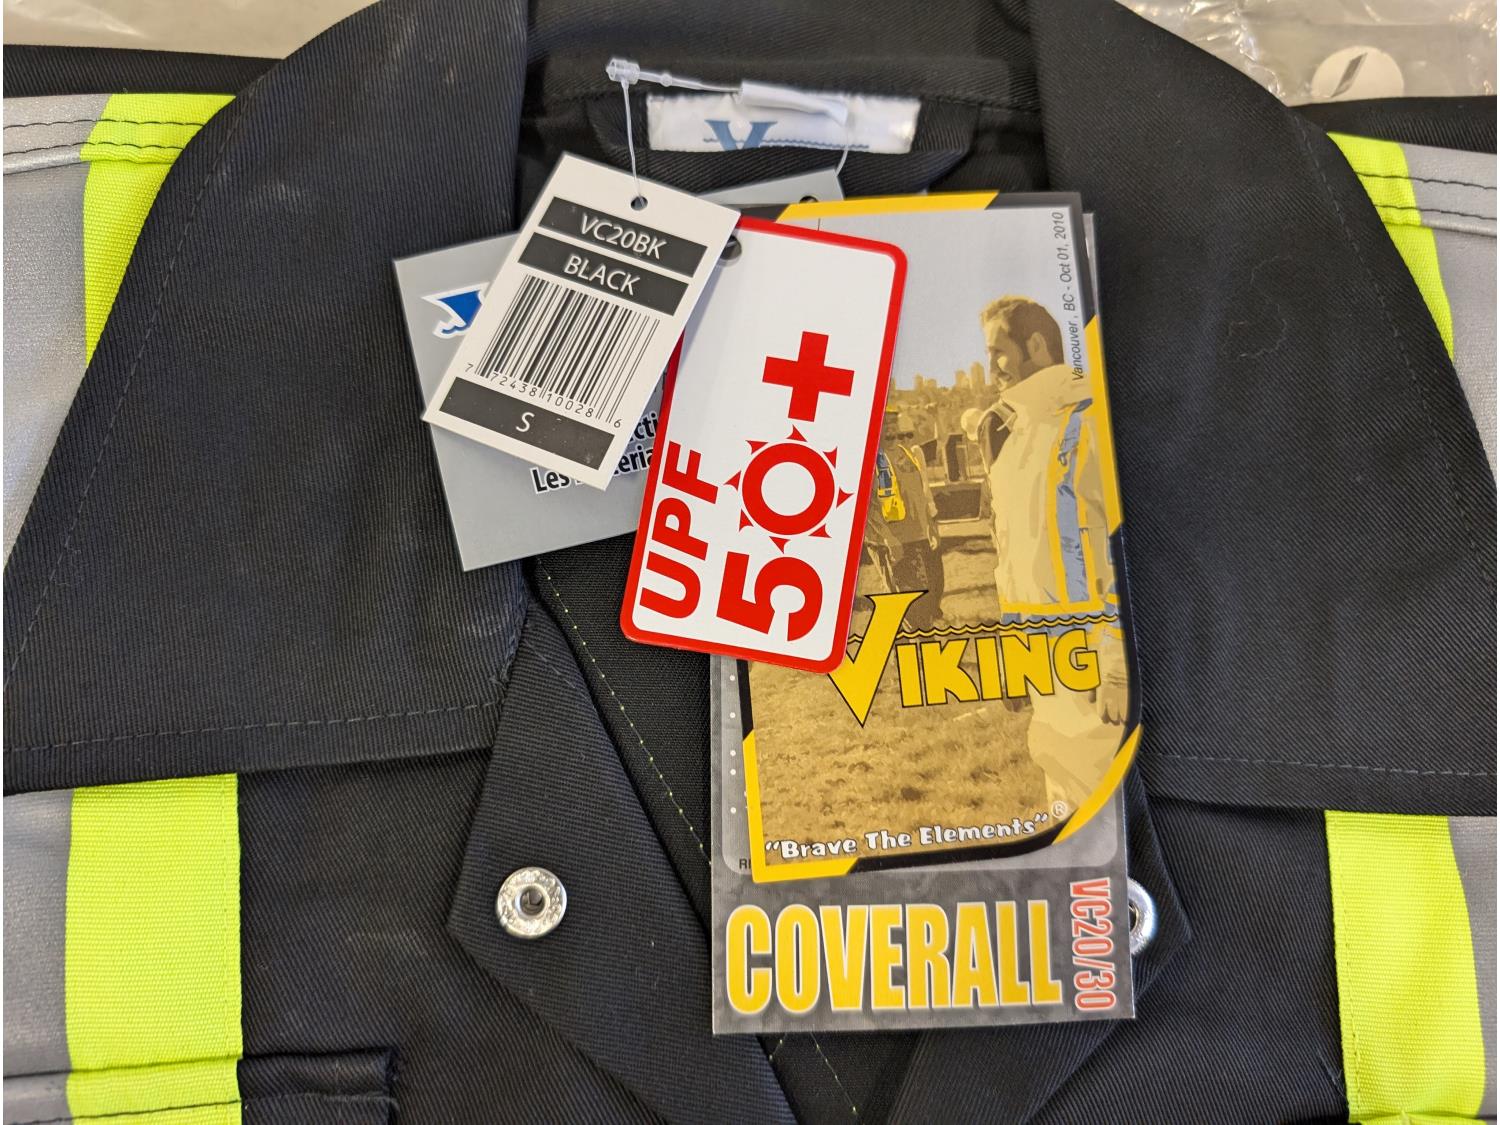 VC20BK
BLACK
7 72438 10028 6
S
Les
UPF
50+
Vancouver, BC - Oct 01, 2010
VIKING
"Brave The Elements"®
COVERALL
VC20/30